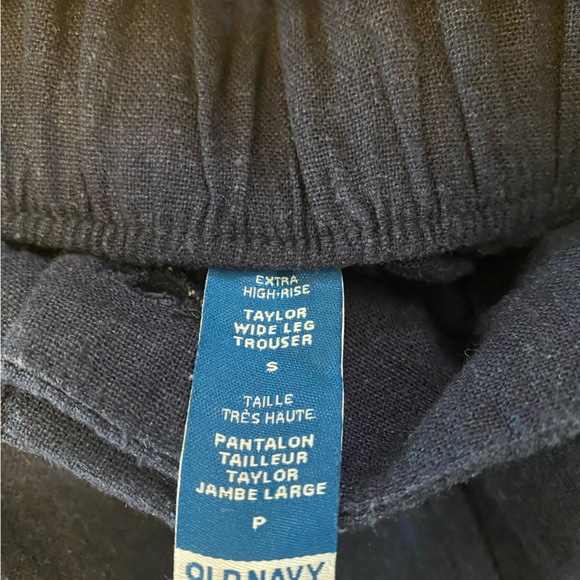 EXTRA
HIGH•RISE
TAYLOR
WIDE LEG
TROUSER
S
TAILLE
TRÈS HAUTE
PANTALON
TAILLEUR
TAYLOR
JAMBE LARGE
P
OLD NAVY